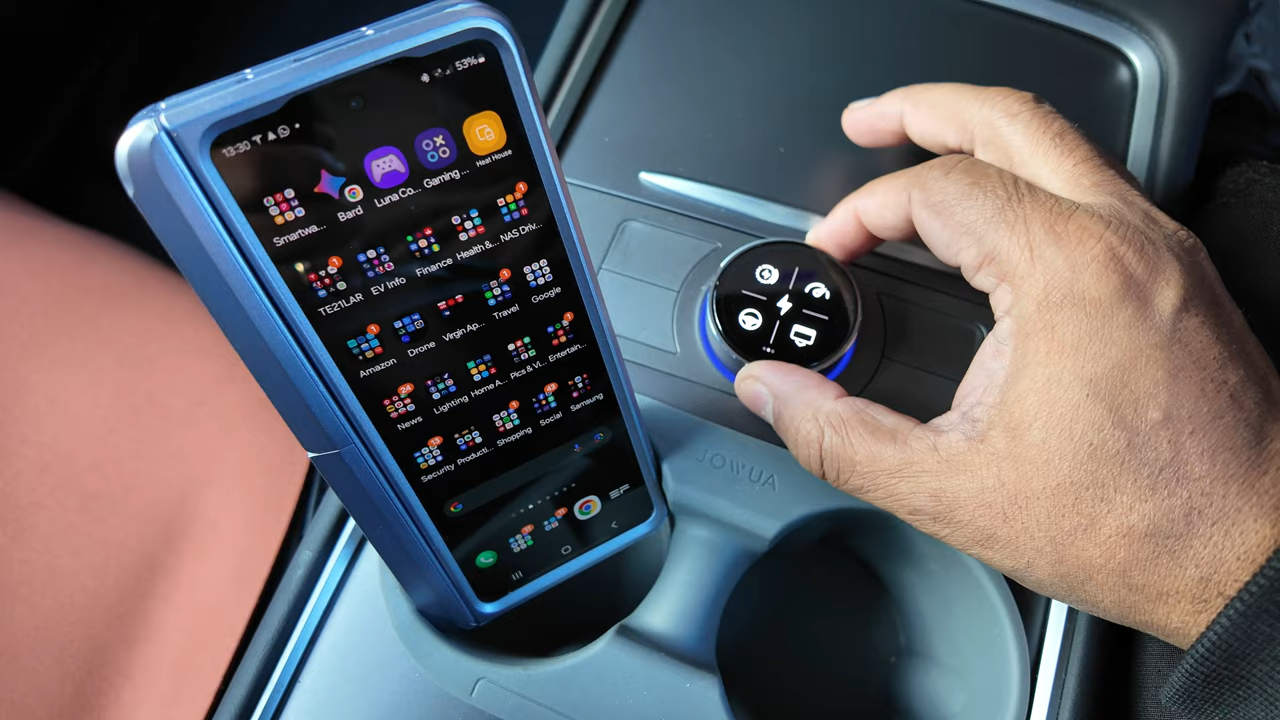 13:30
53%
Smartwa...
Bard
Luna Co...
Gaming ...
Heat House
TE21LAR
EV Info
Finance
Health &...
NAS Driv...
Amazon
Drone
Virgin Ap...
Travel
Google
News
Lighting
Home A...
Pics & Vi...
Entertain...
Security
Producti...
Shopping
Social
Samsung
JOWUA